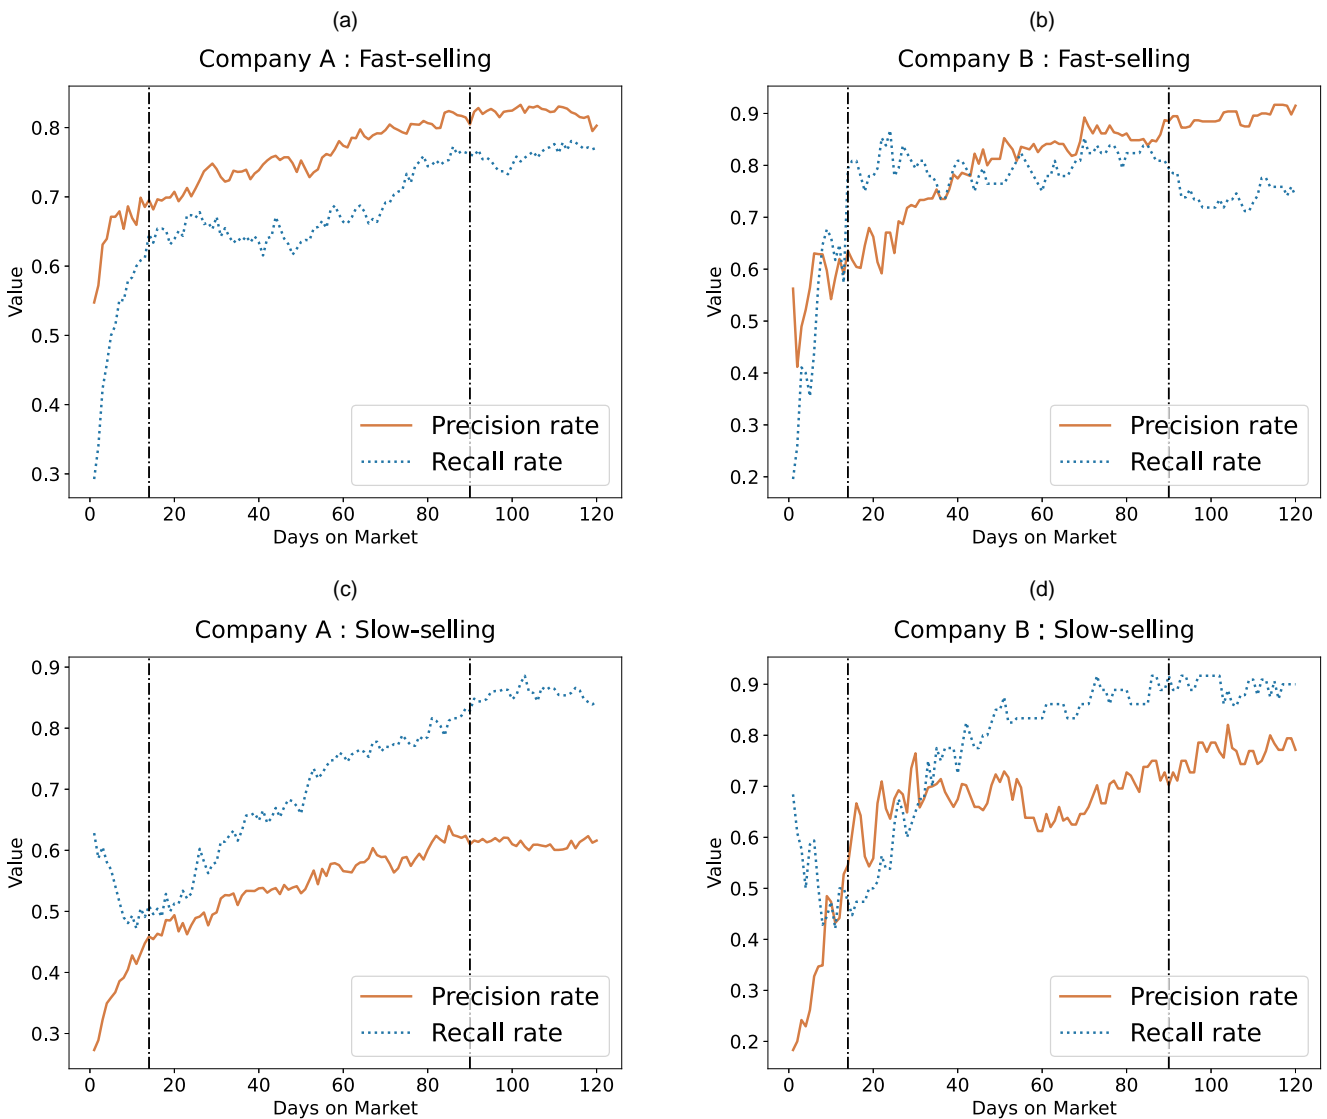 (a)
Company A : Fast-selling
0.8
0.7
0.6
0.5
0.4
0.3
Value
Precision rate
Recall rate
0 20 40 60 80 100 120
Days on Market
(b)
Company B : Fast-selling
0.9
0.8
0.7
0.6
0.5
0.4
0.3
0.2
Value
Precision rate
Recall rate
0 20 40 60 80 100 120
Days on Market
(c)
Company A : Slow-selling
0.9
0.8
0.7
0.6
0.5
0.4
0.3
Value
Precision rate
Recall rate
0 20 40 60 80 100 120
Days on Market
(d)
Company B : Slow-selling
0.9
0.8
0.7
0.6
0.5
0.4
0.3
0.2
Value
Precision rate
Recall rate
0 20 40 60 80 100 120
Days on Market